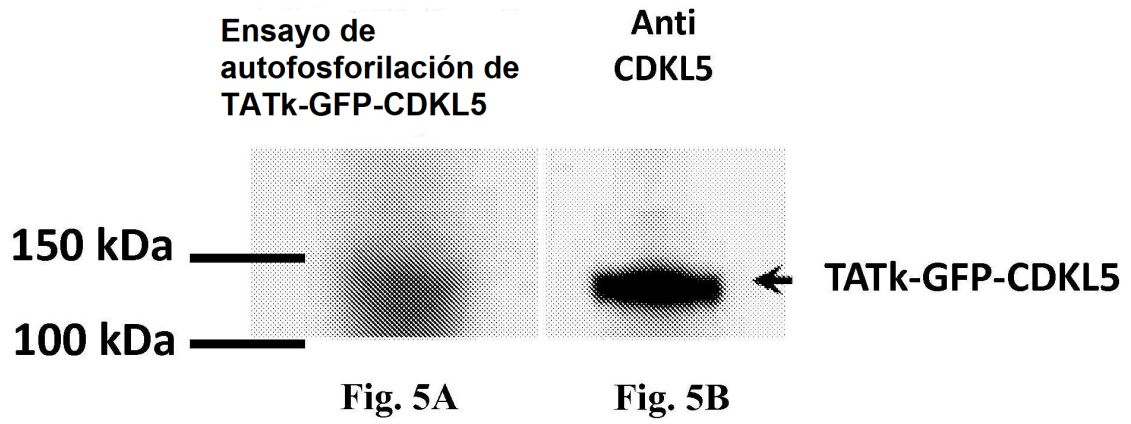 Ensayo de
autofosforilación de
TATk-GFP-CDKL5
Anti
CDKL5
150 kDa
TATk-GFP-CDKL5
100 kDa
Fig. 5A
Fig. 5B